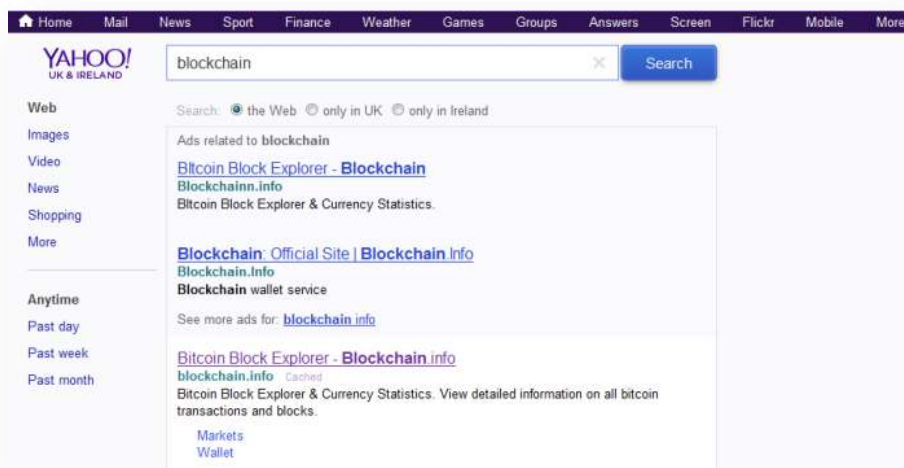 Home Mail News Sport Finance Weather Games Groups Answers Screen Flickr Mobile More
YAHOO!
UK & IRELAND
blockchain
Search
Web
Images
Video
News
Shopping
More
Anytime
Past day
Past week
Past month
Search: the Web only in UK only in Ireland
Ads related to blockchain
BItcoin Block Explorer - Blockchain
Blockchainn.info
BItcoin Block Explorer & Currency Statistics.
Blockchain: Official Site | Blockchain.Info
Blockchain.Info
Blockchain wallet service
See more ads for: blockchain info
Bitcoin Block Explorer - Blockchain.info
blockchain.info Cached
Bitcoin Block Explorer & Currency Statistics. View detailed information on all bitcoin
transactions and blocks.
Markets
Wallet